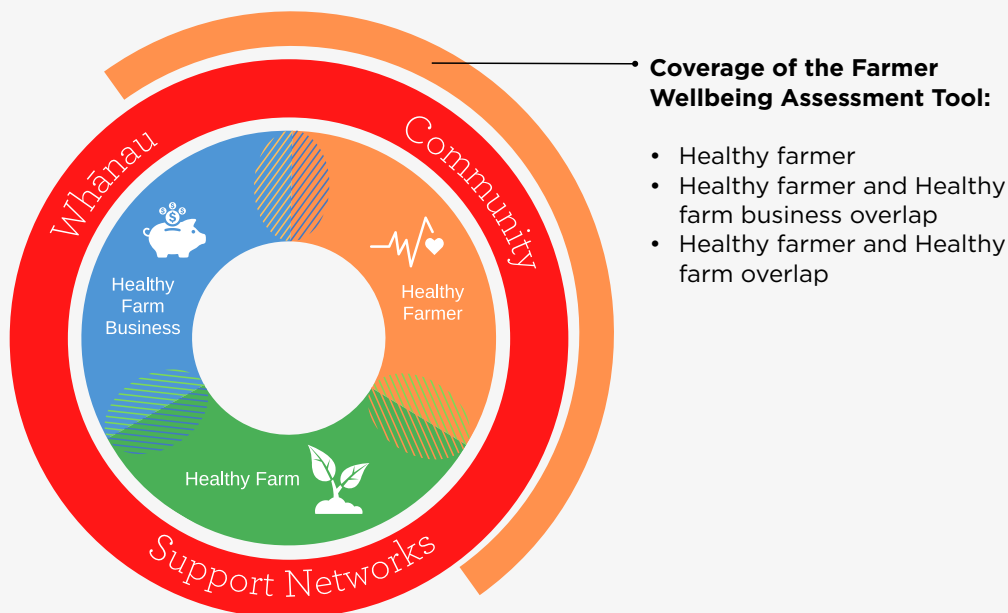 Coverage of the Farmer
Wellbeing Assessment Tool:
• Healthy farmer
• Healthy farmer and Healthy
farm business overlap
• Healthy farmer and Healthy
farm overlap
Whānau
Community
Support Networks
$
$
$
$
$
Healthy
Farm
Business
Healthy
Farmer
Healthy Farm